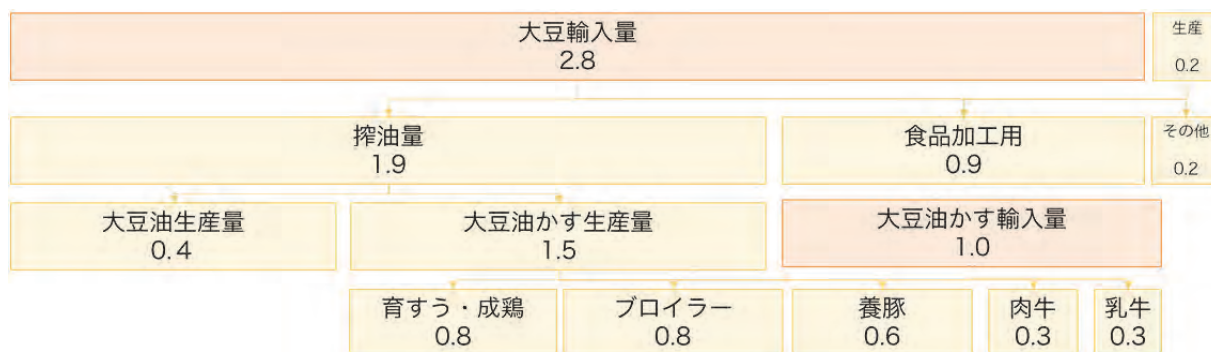 大豆輸入量
2.8
生産
0.2
搾油量
1.9
食品加工用
0.9
その他
0.2
大豆油生産量
0.4
大豆油かす生産量
1.5
大豆油かす輸入量
1.0
育すう・成鶏
0.8
ブロイラー
0.8
養豚
0.6
肉牛
0.3
乳牛
0.3